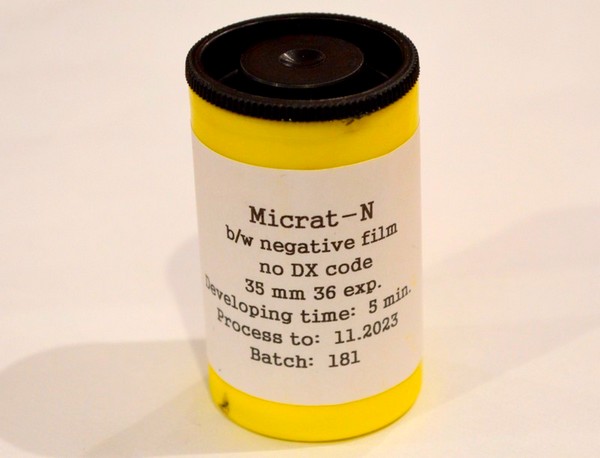 Micrat-N
b/w negative film
no DX code
35 mm 36 exp.
Developing time: 5 min.
Process to: 11.2023
Batch: 181